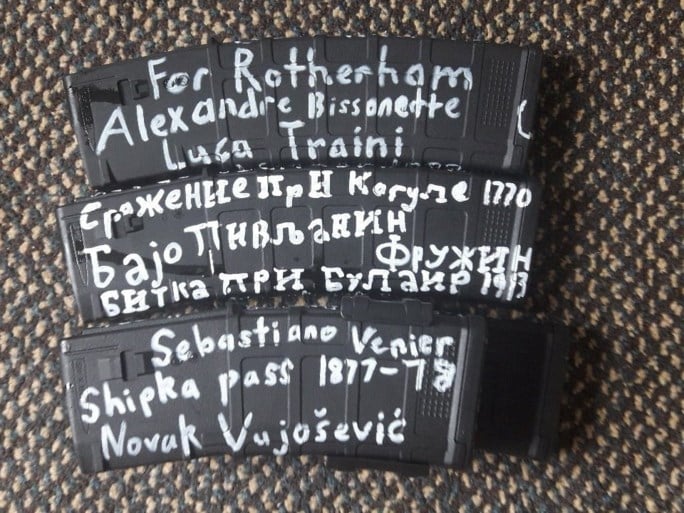 For Rotherham
Alexandre Bissonette
Luca Traini
Сражение при Кагуле 1770
Бајо Пивљанин
Фружин
Битка при Булаир 1913
Sebastiano Venier
Shipka pass 1877-78
Novak Vujošević